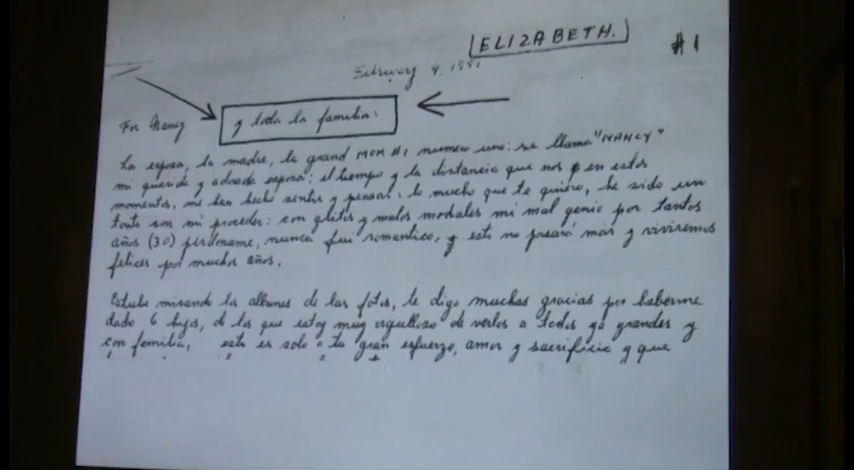 [ELIZABETH.] #1
February 4, 199
For Nancy y toda la familia:
La esposa, la madre, la grand MOM #1 numero uno: se llama "NANCY"
mi querida y adorada esposa: el tiempo y la distancia que nos en estos
momentos, me han hecho sentir y pensar: lo mucho que te quiero, he sido un
tonto con mi proceder: con gritos y malos modales mi mal genio por tantos
años (30) perdoname, nunca fui romantico, y esto no pasará mas y viviremos
felices por muchos años.
Estube mirando los albunes de las fotos, te digo muchas gracias por haberme
dado 6 hijos, de los que estoy muy orgulloso de verlos a todos ya grandes y
con familia, esto es solo a tu gran esfuerzo, amor y sacrificio y que